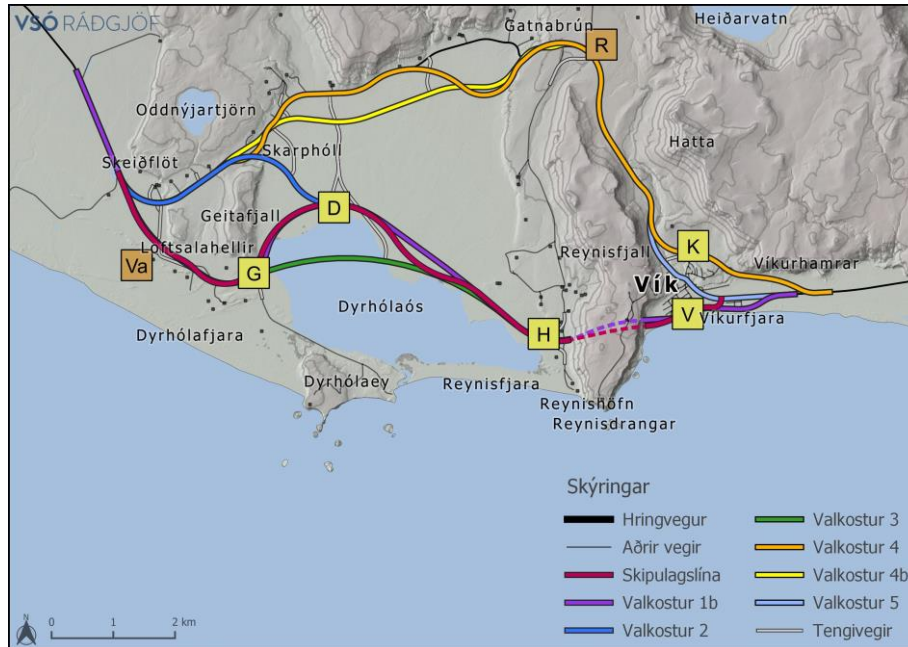 VSÓ RÁÐGJÖF
Heiðarvatn
Gatnabrún
R
Oddnýjartjörn
Hatta
Skarphóll
Skeiðflöt
D
Geitafjall
K
Loftsalahellir
Reynisfjall
Víkurhamrar
Va
G
Vík
Dyrhólaós
V
Víkurfjara
Dyrhólafjara
H
Dyrhólaey
Reynisfjara
Reynishöfn
Reynisdrangar
Skýringar
Hringvegur
Aðrir vegir
Skipulagslína
Valkostur 1b
Valkostur 2
Valkostur 3
Valkostur 4
Valkostur 4b
Valkostur 5
Tengivegir
N
0 1 2 km